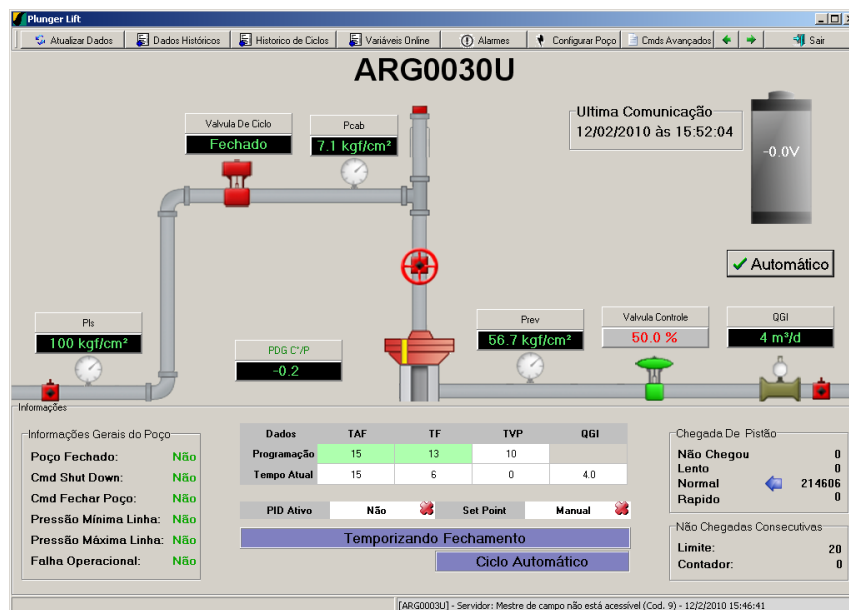 Plunger Lift
Atualizar Dados Dados Históricos Historico de Ciclos Variáveis Online Alarmes Configurar Poço Cmds Avançados Sair
ARG0030U
Ultima Comunicação
12/02/2010 às 15:52:04
-0.0V
Valvula De Ciclo
Fechado
Pcab
7.1 kgf/cm²
Automático
Pls
100 kgf/cm²
PDG C°/P
-0.2
Prev
56.7 kgf/cm²
Valvula Controle
50.0 %
QGI
4 m³/d
Informações
Informações Gerais do Poço
Poço Fechado: Não
Cmd Shut Down: Não
Cmd Fechar Poço: Não
Pressão Mínima Linha: Não
Pressão Máxima Linha: Não
Falha Operacional: Não
Dados TAF TF TVP QGI
Programação 15 13 10
Tempo Atual 15 6 0 4.0
PID Ativo Não Set Point Manual
Temporizando Fechamento
Ciclo Automático
Chegada De Pistão
Não Chegou 0
Lento 0
Normal 214606
Rapido 0
Não Chegadas Consecutivas
Limite: 20
Contador: 0
[ARG0003U] - Servidor: Mestre de campo não está acessível (Cod. 9) - 12/2/2010 15:46:41